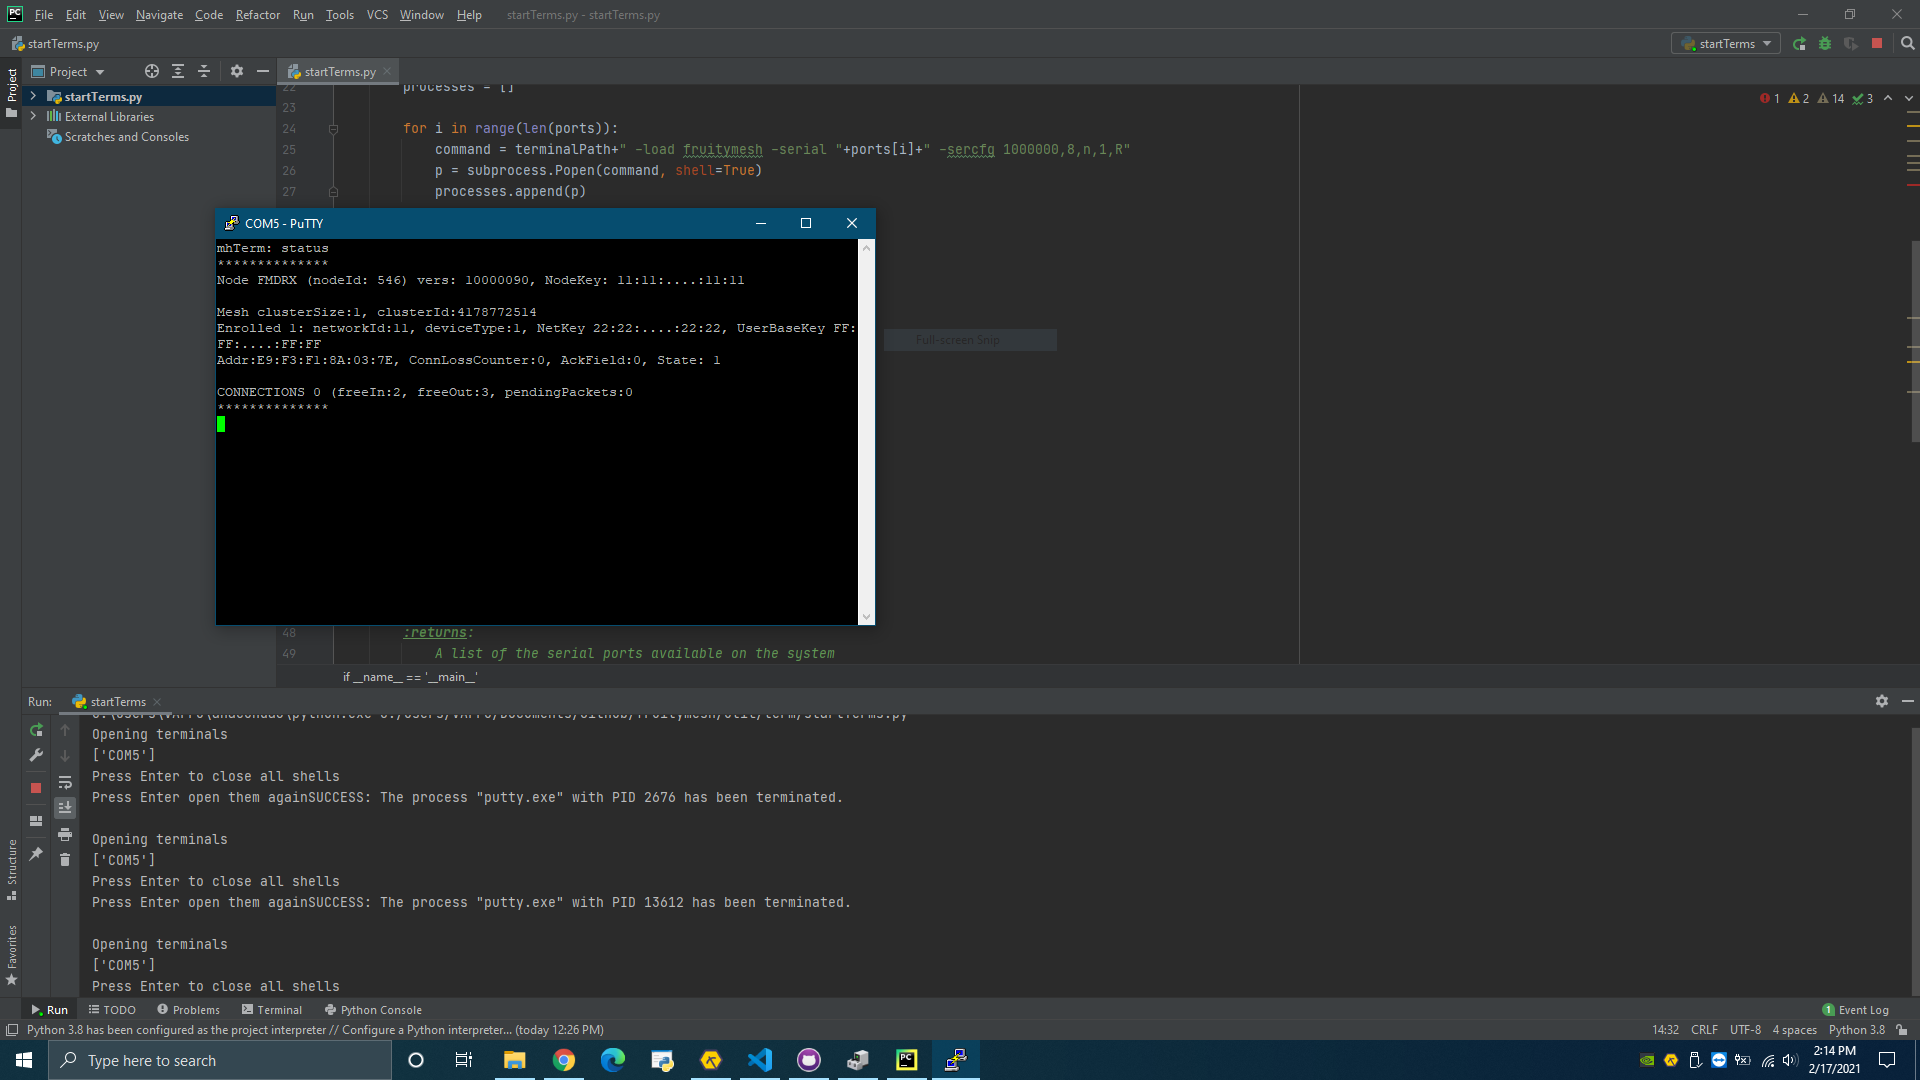 File Edit View Navigate Code Refactor Run Tools VCS Window Help startTerms.py - startTerms.py
startTerms.py
startTerms
Project
Project
startTerms.py
startTerms.py
External Libraries
Scratches and Consoles
22 processes = []
23
24 for i in range(len(ports)):
25 command = terminalPath+" -load fruitymesh -serial "+ports[i]+" -sercfg 1000000,8,n,1,R"
26 p = subprocess.Popen(command, shell=True)
27 processes.append(p)
1 2 14 3
COM5 - PuTTY
mhTerm: status
**************
Node FMDRX (nodeId: 546) vers: 10000090, NodeKey: 11:11:....:11:11
Mesh clusterSize:1, clusterId:4178772514
Enrolled 1: networkId:11, deviceType:1, NetKey 22:22:....:22:22, UserBaseKey FF:
FF:....:FF:FF
Addr:E9:F3:F1:8A:03:7E, ConnLossCounter:0, AckField:0, State: 1
CONNECTIONS 0 (freeIn:2, freeOut:3, pendingPackets:0
**************
Full-screen Snip
48 :returns:
49 A list of the serial ports available on the system
if __name__ == '__main__'
Run: startTerms
Opening terminals
['COM5']
Press Enter to close all shells
Press Enter open them againSUCCESS: The process "putty.exe" with PID 2676 has been terminated.
Opening terminals
['COM5']
Press Enter to close all shells
Press Enter open them againSUCCESS: The process "putty.exe" with PID 13612 has been terminated.
Opening terminals
['COM5']
Press Enter to close all shells
Structure
Favorites
Run TODO Problems Terminal Python Console
1 Event Log
Python 3.8 has been configured as the project interpreter // Configure a Python interpreter... (today 12:26 PM)
14:32 CRLF UTF-8 4 spaces Python 3.8
Type here to search
2:14 PM
2/17/2021